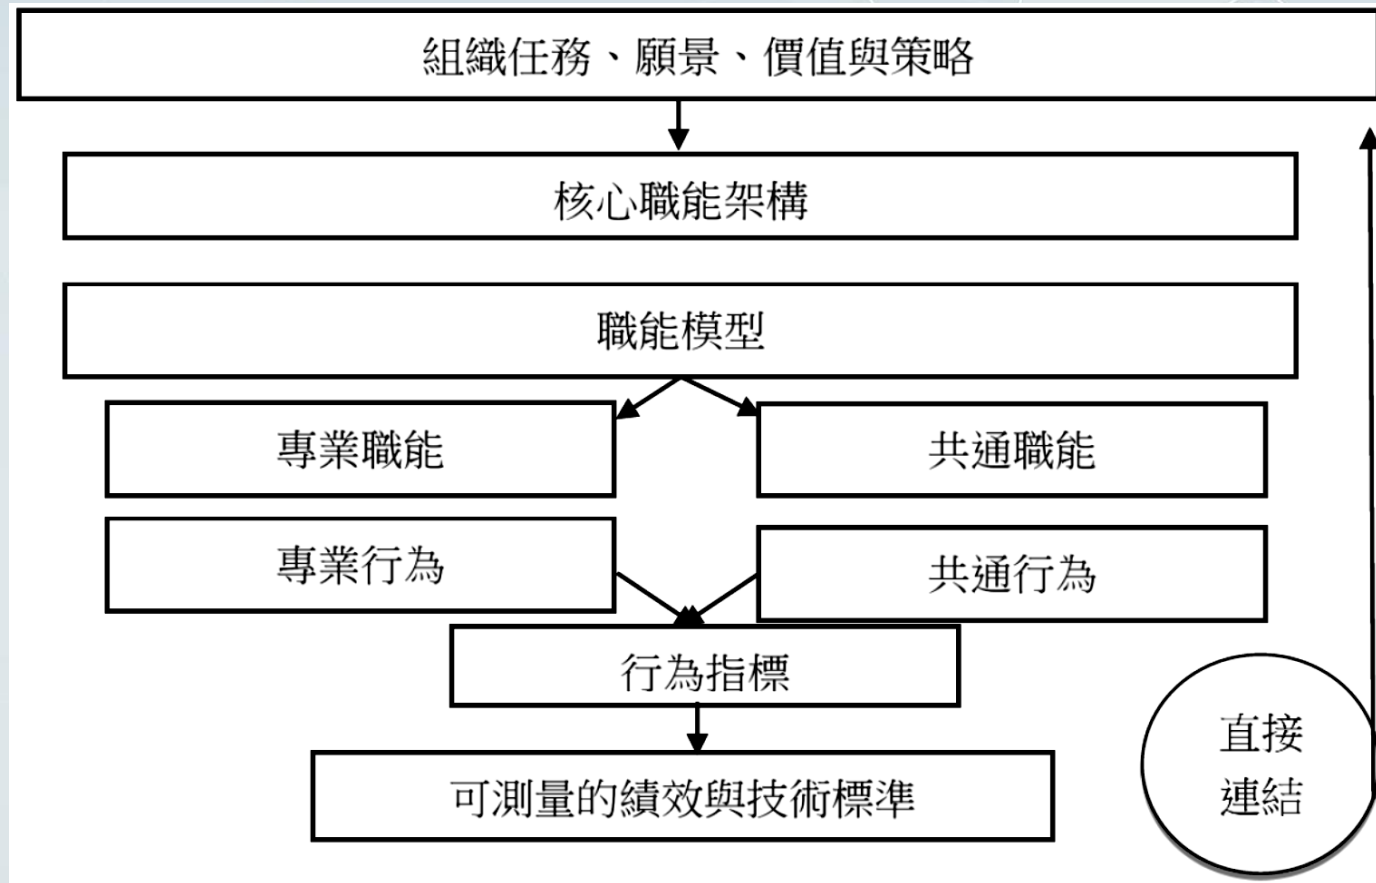 組織任務、願景、價值與策略
核心職能架構
職能模型
專業職能
共通職能
專業行為
共通行為
行為指標
可測量的績效與技術標準
直接
連結